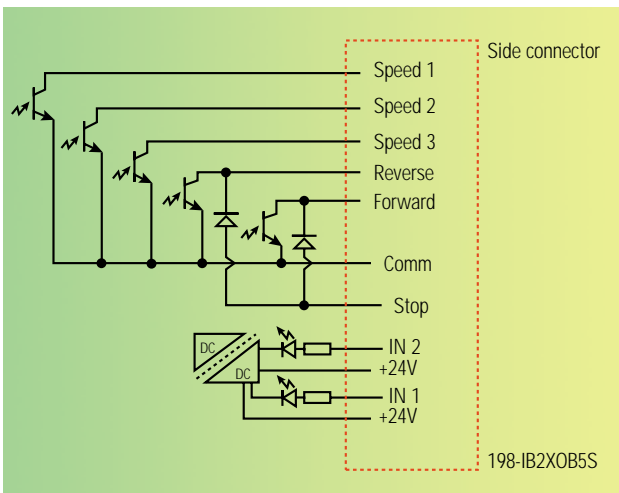 Side connector
Speed 1
Speed 2
Speed 3
Reverse
Forward
Comm
Stop
DC
DC
IN 2
+24V
IN 1
+24V
198-IB2XOB5S